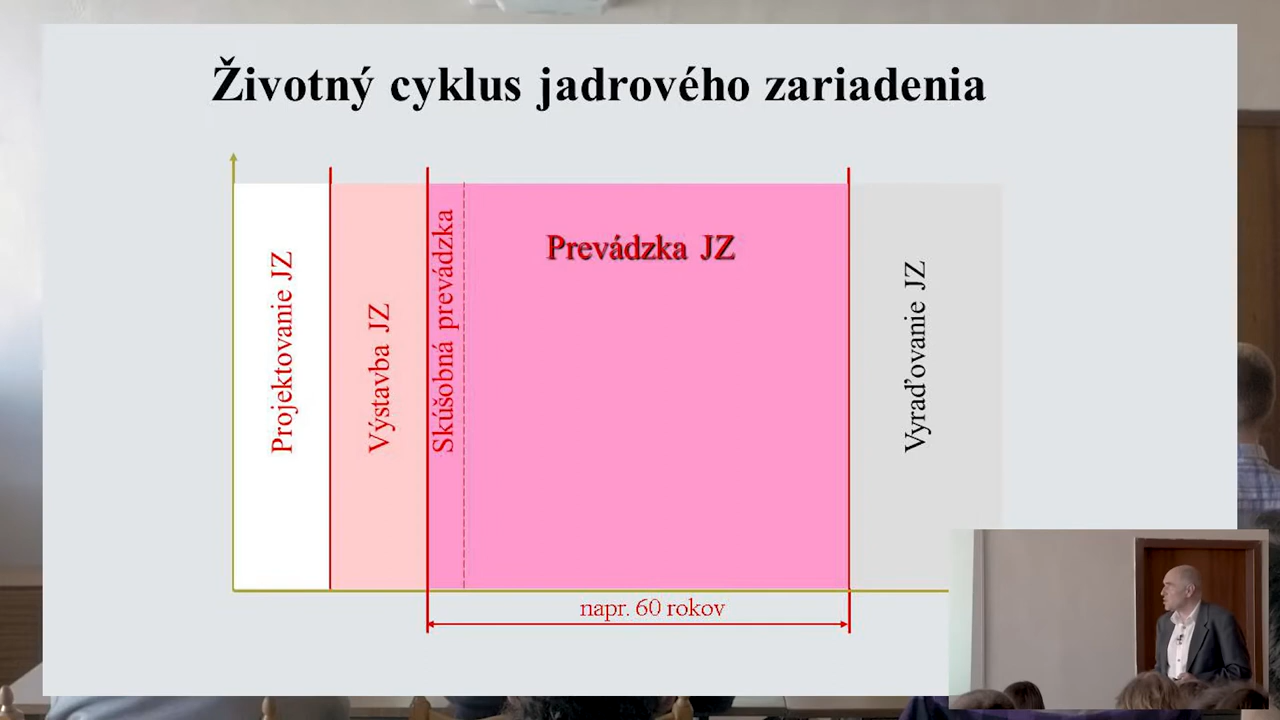 Životný cyklus jadrového zariadenia
Projektovanie JZ
Výstavba JZ
Skúšobná prevádzka
Prevádzka JZ
Vyraďovanie JZ
napr. 60 rokov